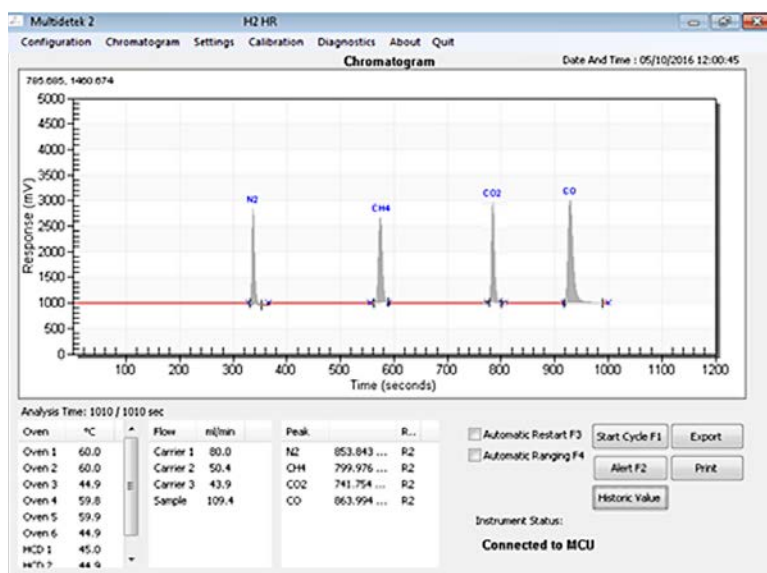 Multidetek 2 H2 HR
Configuration Chromatogram Settings Calibration Diagnostics About Quit
Chromatogram Date And Time : 05/10/2016 12:00:45
785.685, 1460.674
5000
4500
4000
3500
3000
2500
2000
1500
1000
500
0
Response (mV)
N2
CH4
CO2
CO
100 200 300 400 500 600 700 800 900 1000 1100 1200
Time (seconds)
Analysis Time: 1010 / 1010 sec
Oven °C
Oven 1 60.0
Oven 2 60.0
Oven 3 44.9
Oven 4 59.8
Oven 5 59.9
Oven 6 44.9
HCD 1 45.0
HCD 2 44.9
Flow ml/min
Carrier 1 80.0
Carrier 2 50.4
Carrier 3 43.9
Sample 109.4
Peak R...
N2 853.843 ... R2
CH4 799.976 ... R2
CO2 741.754 ... R2
CO 863.994 ... R2
Automatic Restart F3
Automatic Ranging F4
Start Cycle F1 Export
Alert F2 Print
Historic Value
Instrument Status:
Connected to MCU